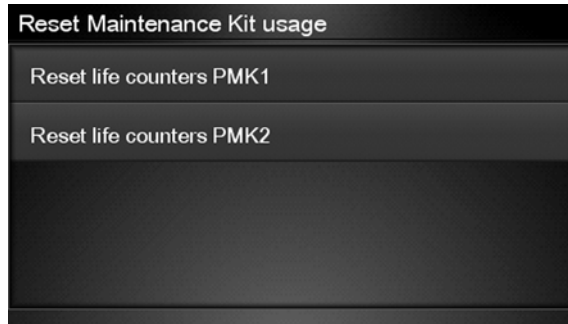 Reset Maintenance Kit usage
Reset life counters PMK1
Reset life counters PMK2